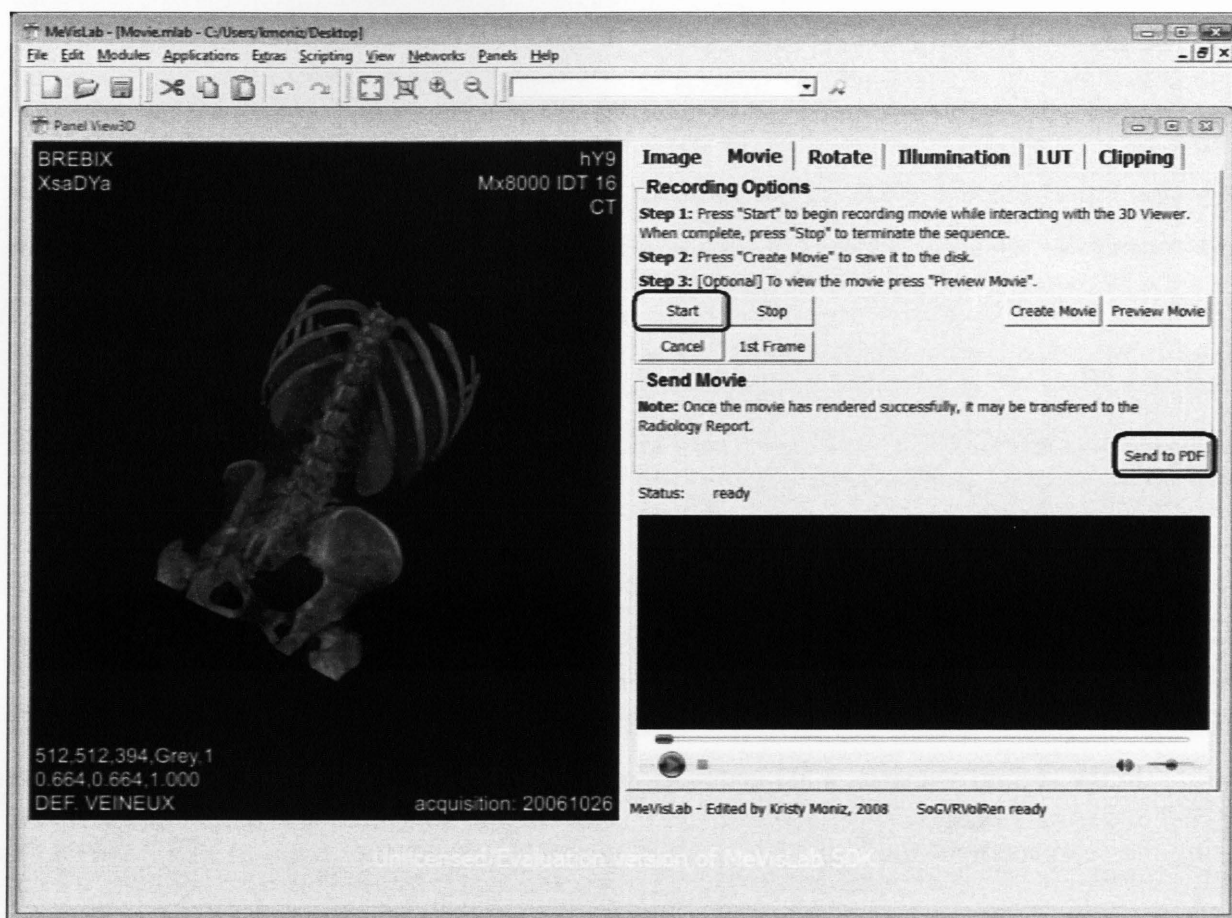 MeVisLab - [Movie.mlab - C:/Users/kmoniz/Desktop]
File Edit Modules Applications Extras Scripting View Networks Panels Help
Panel View3D
BREBIX
XsaDYa
hY9
Mx8000 IDT 16
CT
512,512,394,Grey,1
0.664,0.664,1.000
DEF. VEINEUX
acquisition: 20061026
Image Movie Rotate Illumination LUT Clipping
Recording Options
Step 1: Press "Start" to begin recording movie while interacting with the 3D Viewer.
When complete, press "Stop" to terminate the sequence.
Step 2: Press "Create Movie" to save it to the disk.
Step 3: [Optional] To view the movie press "Preview Movie".
Start Stop Create Movie Preview Movie
Cancel 1st Frame
Send Movie
Note: Once the movie has rendered successfully, it may be transfered to the
Radiology Report.
Send to PDF
Status: ready
MeVisLab - Edited by Kristy Moniz, 2008 SoGVRVolRen ready
Unlicensed/Evaluation version of MeVisLab SDK